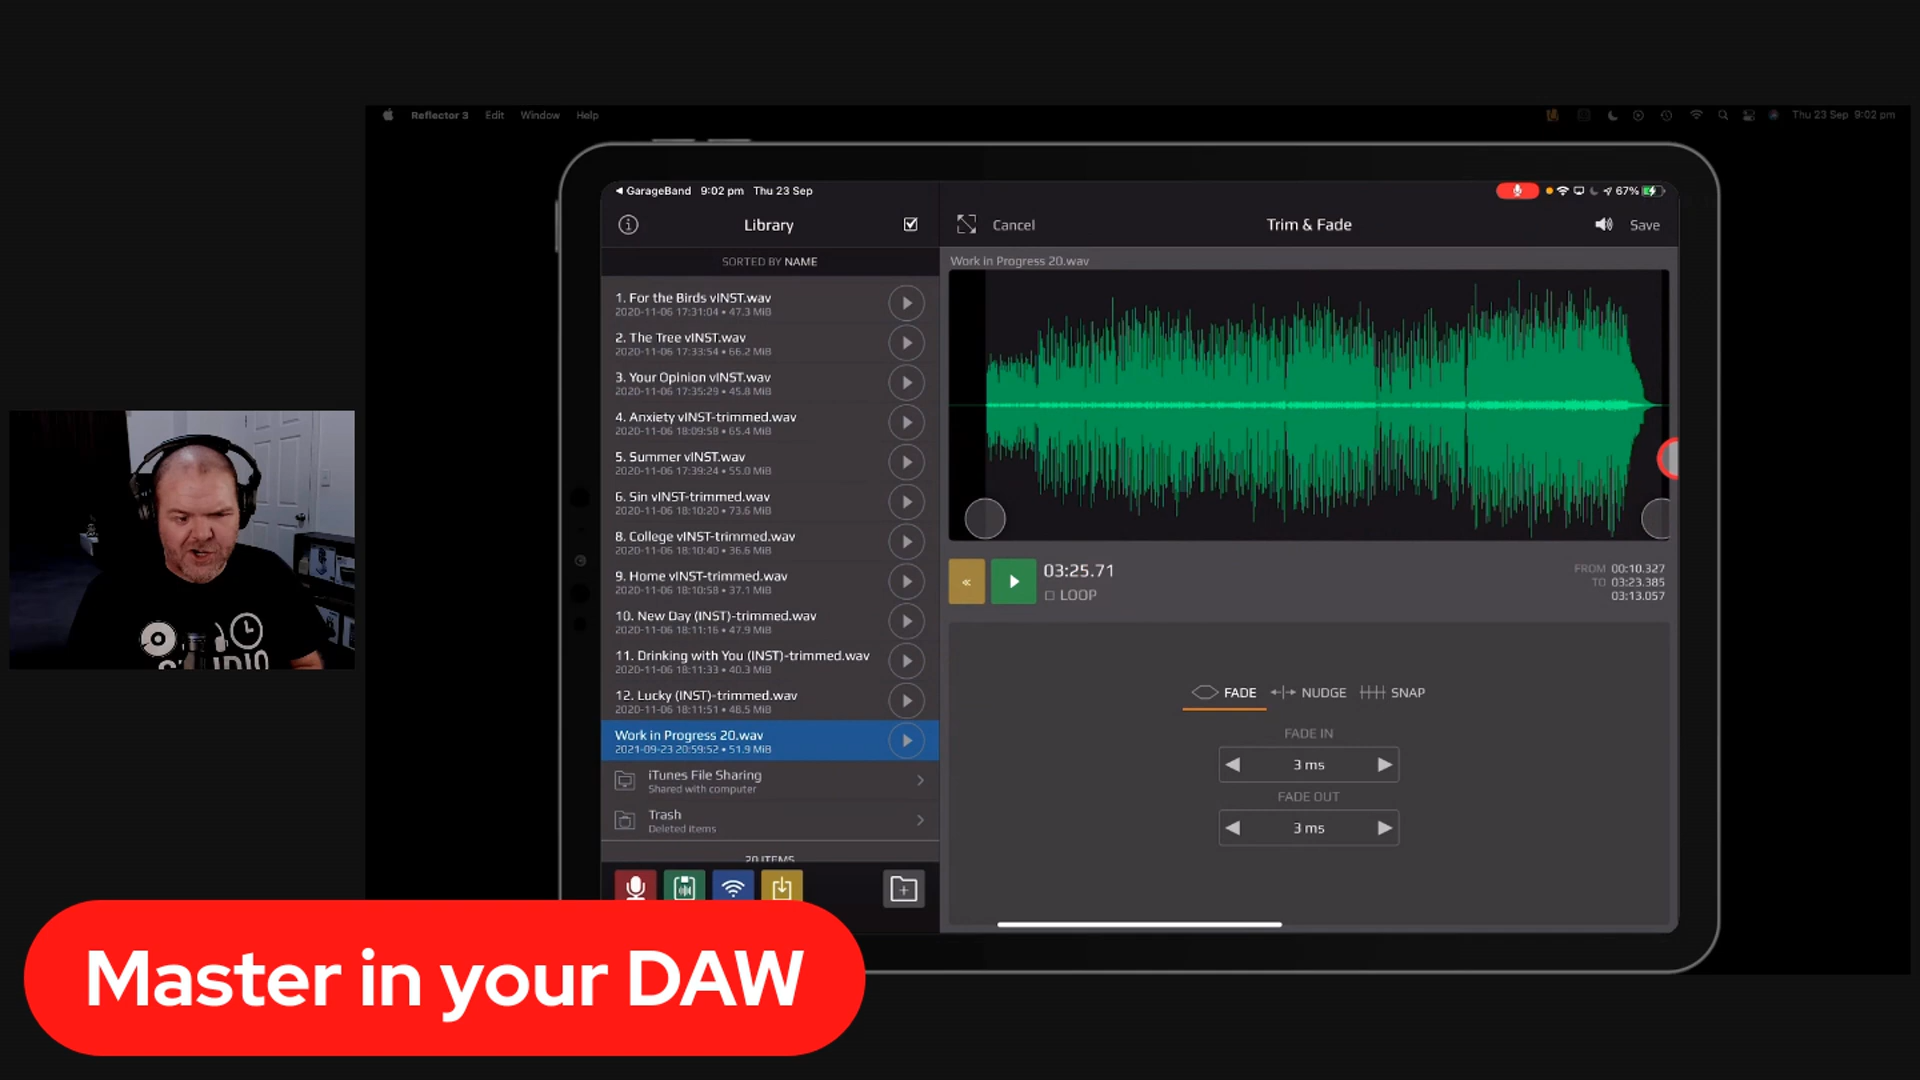 Reflector 3 Edit Window Help
Thu 23 Sep 9:02 pm
GarageBand 9:02 pm Thu 23 Sep
67%
Library
Cancel
Trim & Fade
Save
SORTED BY NAME
Work in Progress 20.wav
1. For the Birds vINST.wav
2020-11-06 17:31:04 • 47.3 MiB
2. The Tree vINST.wav
2020-11-06 17:33:54 • 66.2 MiB
3. Your Opinion vINST.wav
2020-11-06 17:35:29 • 45.8 MiB
4. Anxiety vINST-trimmed.wav
2020-11-06 18:09:58 • 65.4 MiB
5. Summer vINST.wav
2020-11-06 17:39:24 • 55.0 MiB
6. Sin vINST-trimmed.wav
2020-11-06 18:10:20 • 73.6 MiB
8. College vINST-trimmed.wav
2020-11-06 18:10:40 • 36.6 MiB
9. Home vINST-trimmed.wav
2020-11-06 18:10:58 • 37.1 MiB
10. New Day (INST)-trimmed.wav
2020-11-06 18:11:16 • 47.9 MiB
11. Drinking with You (INST)-trimmed.wav
2020-11-06 18:11:33 • 40.3 MiB
12. Lucky (INST)-trimmed.wav
2020-11-06 18:11:51 • 48.5 MiB
Work in Progress 20.wav
2021-09-23 20:59:52 • 51.9 MiB
iTunes File Sharing
Shared with computer
Trash
Deleted items
20 ITEMS
03:25.71
LOOP
FROM 00:10.327
TO 03:23.385
03:13.057
FADE NUDGE SNAP
FADE IN
3 ms
FADE OUT
3 ms
STUDIO
Master in your DAW